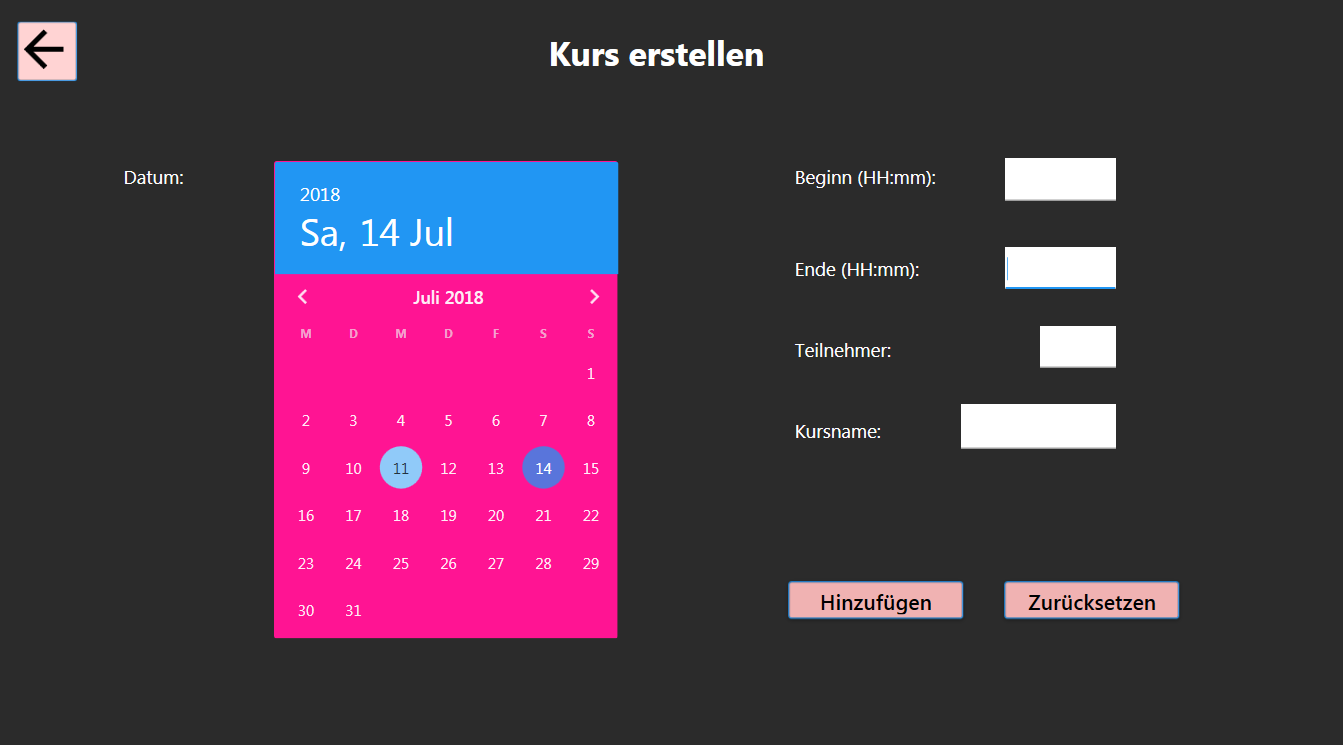 Kurs erstellen
Datum:
2018
Sa, 14 Jul
Juli 2018
M D M D F S S
1
2 3 4 5 6 7 8
9 10 11 12 13 14 15
16 17 18 19 20 21 22
23 24 25 26 27 28 29
30 31
Beginn (HH:mm):
Ende (HH:mm):
Teilnehmer:
Kursname:
Hinzufügen Zurücksetzen